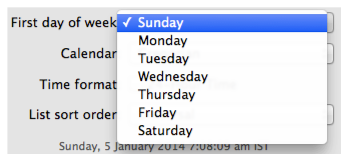 First day of week ✓ Sunday
Monday
Calendar
Tuesday
Wednesday
Time format
Thursday
List sort order
Friday
Saturday
Sunday, 5 January 2014 7:08:09 am IST